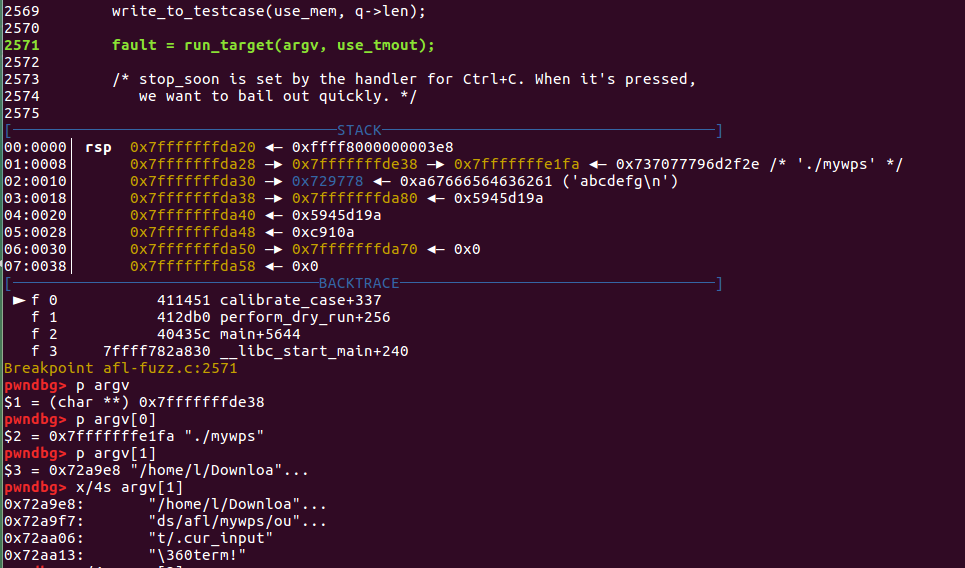 2569        write_to_testcase(use_mem, q->len);
2570
2571        fault = run_target(argv, use_tmout);
2572
2573        /* stop_soon is set by the handler for Ctrl+C. When it's pressed,
2574           we want to bail out quickly. */
2575
[─────STACK─────]
00:0000│ rsp  0x7fffffffda20 ◄— 0xffff8000000003e8
01:0008│      0x7fffffffda28 —► 0x7fffffffde38 —► 0x7fffffffe1fa ◄— 0x737077796d2f2e /* './mywps' */
02:0010│      0x7fffffffda30 —► 0x729778 ◄— 0xa67666564636261 ('abcdefg\n')
03:0018│      0x7fffffffda38 —► 0x7fffffffda80 ◄— 0x5945d19a
04:0020│      0x7fffffffda40 ◄— 0x5945d19a
05:0028│      0x7fffffffda48 ◄— 0xc910a
06:0030│      0x7fffffffda50 —► 0x7fffffffda70 ◄— 0x0
07:0038│      0x7fffffffda58 ◄— 0x0
[─────BACKTRACE─────]
► f 0           411451 calibrate_case+337
  f 1           412db0 perform_dry_run+256
  f 2           40435c main+5644
  f 3     7ffff782a830 __libc_start_main+240
Breakpoint afl-fuzz.c:2571
pwndbg> p argv
$1 = (char **) 0x7fffffffde38
pwndbg> p argv[0]
$2 = 0x7fffffffe1fa "./mywps"
pwndbg> p argv[1]
$3 = 0x72a9e8 "/home/l/Downloa"...
pwndbg> x/4s argv[1]
0x72a9e8:       "/home/l/Downloa"...
0x72a9f7:       "ds/afl/mywps/ou"...
0x72aa06:       "t/.cur_input"
0x72aa13:       "\360term!"